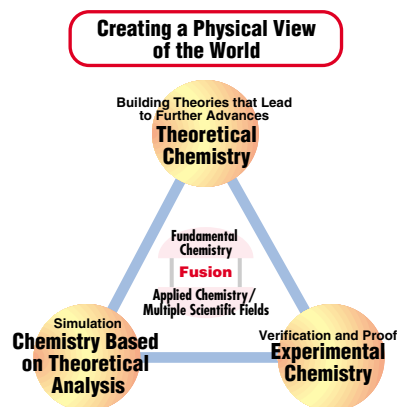 Creating a Physical View
of the World
Building Theories that Lead
to Further Advances
Theoretical
Chemistry
Fundamental
Chemistry
Fusion
Applied Chemistry/
Multiple Scientific Fields
Simulation
Chemistry Based
on Theoretical
Analysis
Verification and Proof
Experimental
Chemistry